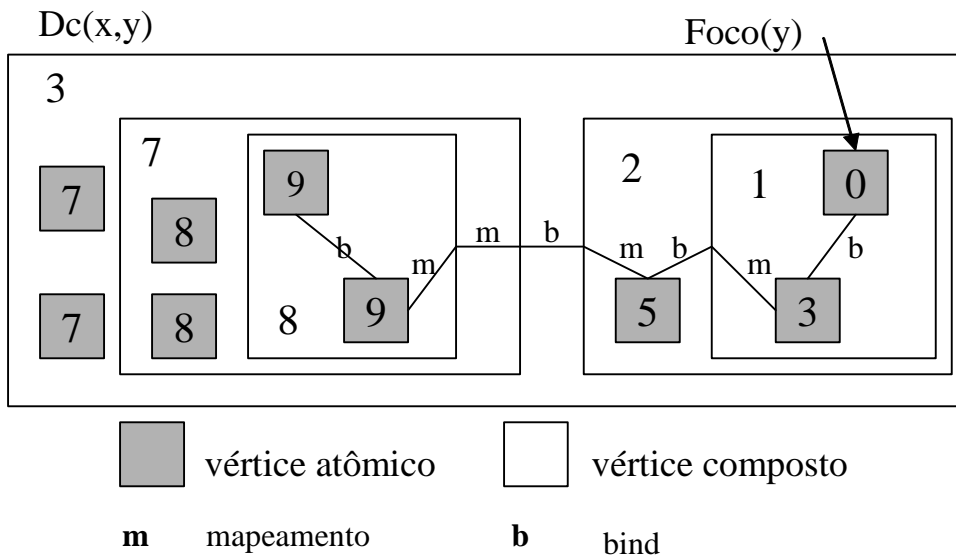 Dc(x,y)
Foco(y)
3
7
9
2
1
0
7
8
b
m
m
b
m
b
m
b
7
8
8
9
5
3
vértice atômico
vértice composto
m mapeamento
b bind